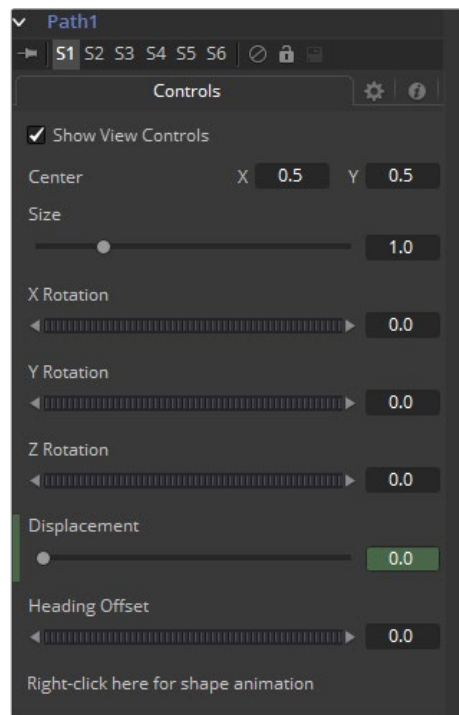 Path1
S1 S2 S3 S4 S5 S6
Controls
Show View Controls
Center X 0.5 Y 0.5
Size
1.0
X Rotation
0.0
Y Rotation
0.0
Z Rotation
0.0
Displacement
0.0
Heading Offset
0.0
Right-click here for shape animation